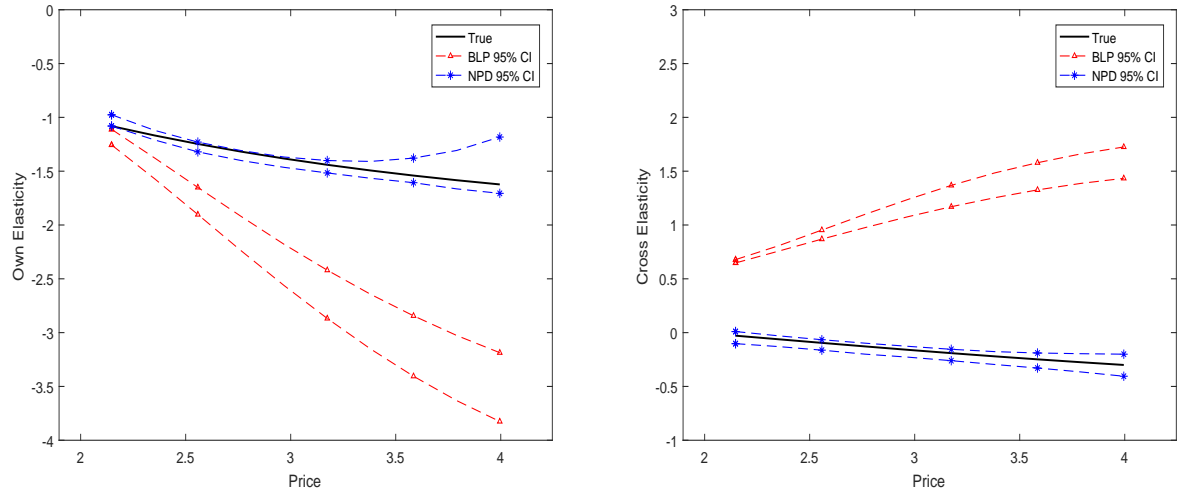 0
-0.5
-1
-1.5
-2
-2.5
-3
-3.5
-4
Own Elasticity
2
2.5
3
3.5
4
Price
True
BLP 95% CI
NPD 95% CI
3
2.5
2
1.5
1
0.5
0
-0.5
-1
Cross Elasticity
2
2.5
3
3.5
4
Price
True
BLP 95% CI
NPD 95% CI